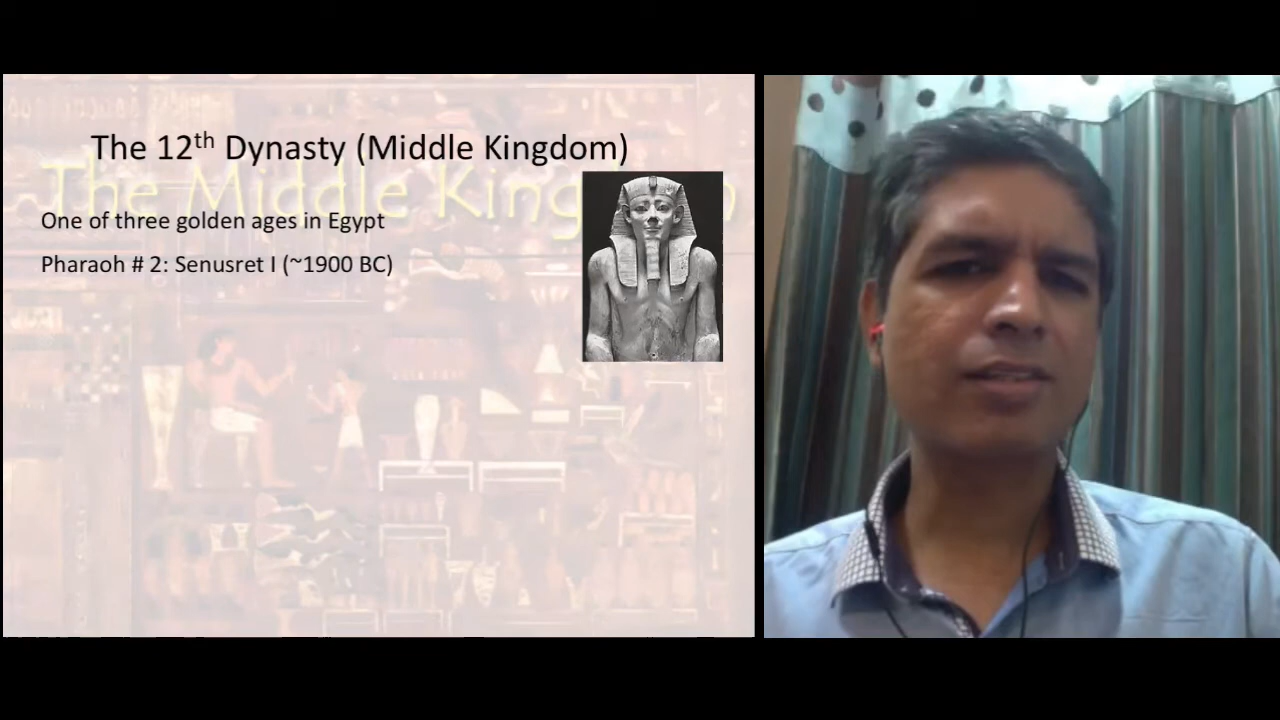 The 12th Dynasty (Middle Kingdom)
The Middle Kingdom
One of three golden ages in Egypt
Pharaoh # 2: Senusret I (~1900 BC)